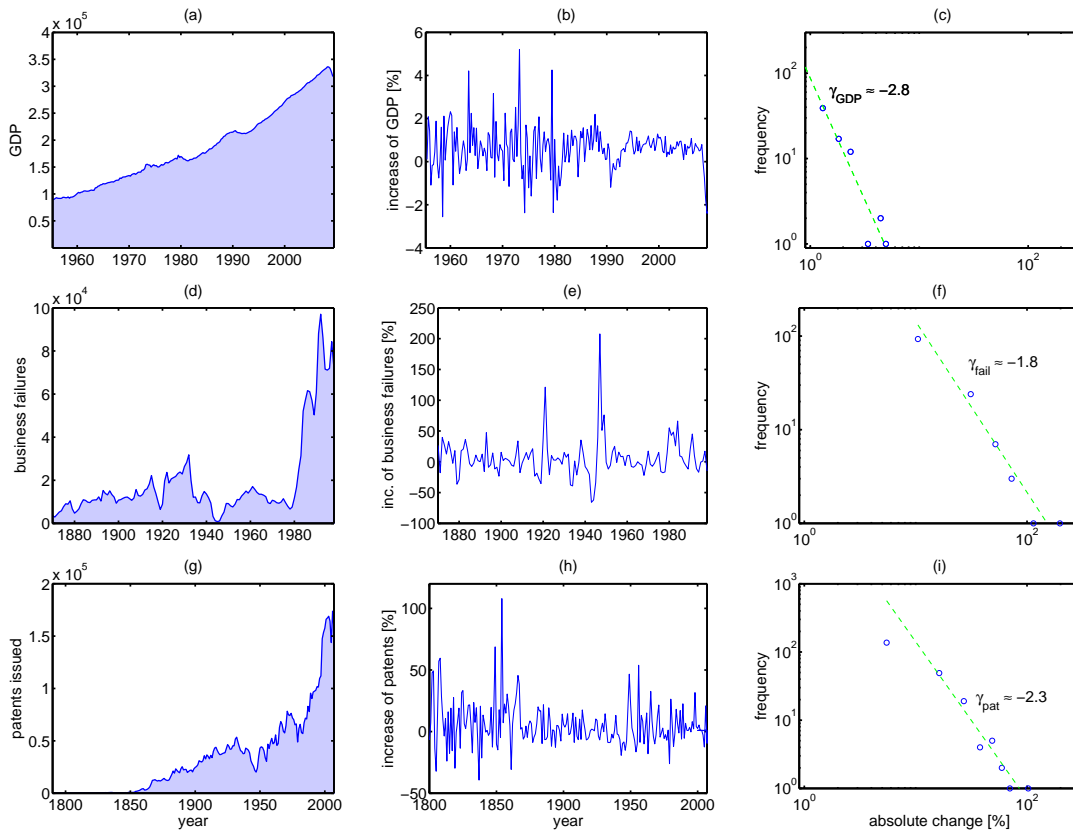 (a)
x 10^5
4
3.5
3
2.5
2
1.5
1
0.5
GDP
1960 1970 1980 1990 2000
(b)
6
4
2
0
−2
−4
increase of GDP [%]
1960 1970 1980 1990 2000
(c)
10^2
10^1
10^0
frequency
γ_GDP ≈ −2.8
10^0 10^2
(d)
x 10^4
10
8
6
4
2
0
business failures
1880 1900 1920 1940 1960 1980
(e)
250
200
150
100
50
0
−50
−100
inc. of business failures [%]
1880 1900 1920 1940 1960 1980
(f)
10^2
10^1
10^0
frequency
γ_fail ≈ −1.8
10^0 10^2
(g)
x 10^5
2
1.5
1
0.5
0
patents issued
1800 1850 1900 1950 2000
year
(h)
100
50
0
−50
increase of patents [%]
1800 1850 1900 1950 2000
year
(i)
10^3
10^2
10^1
10^0
frequency
γ_pat ≈ −2.3
10^0 10^2
absolute change [%]